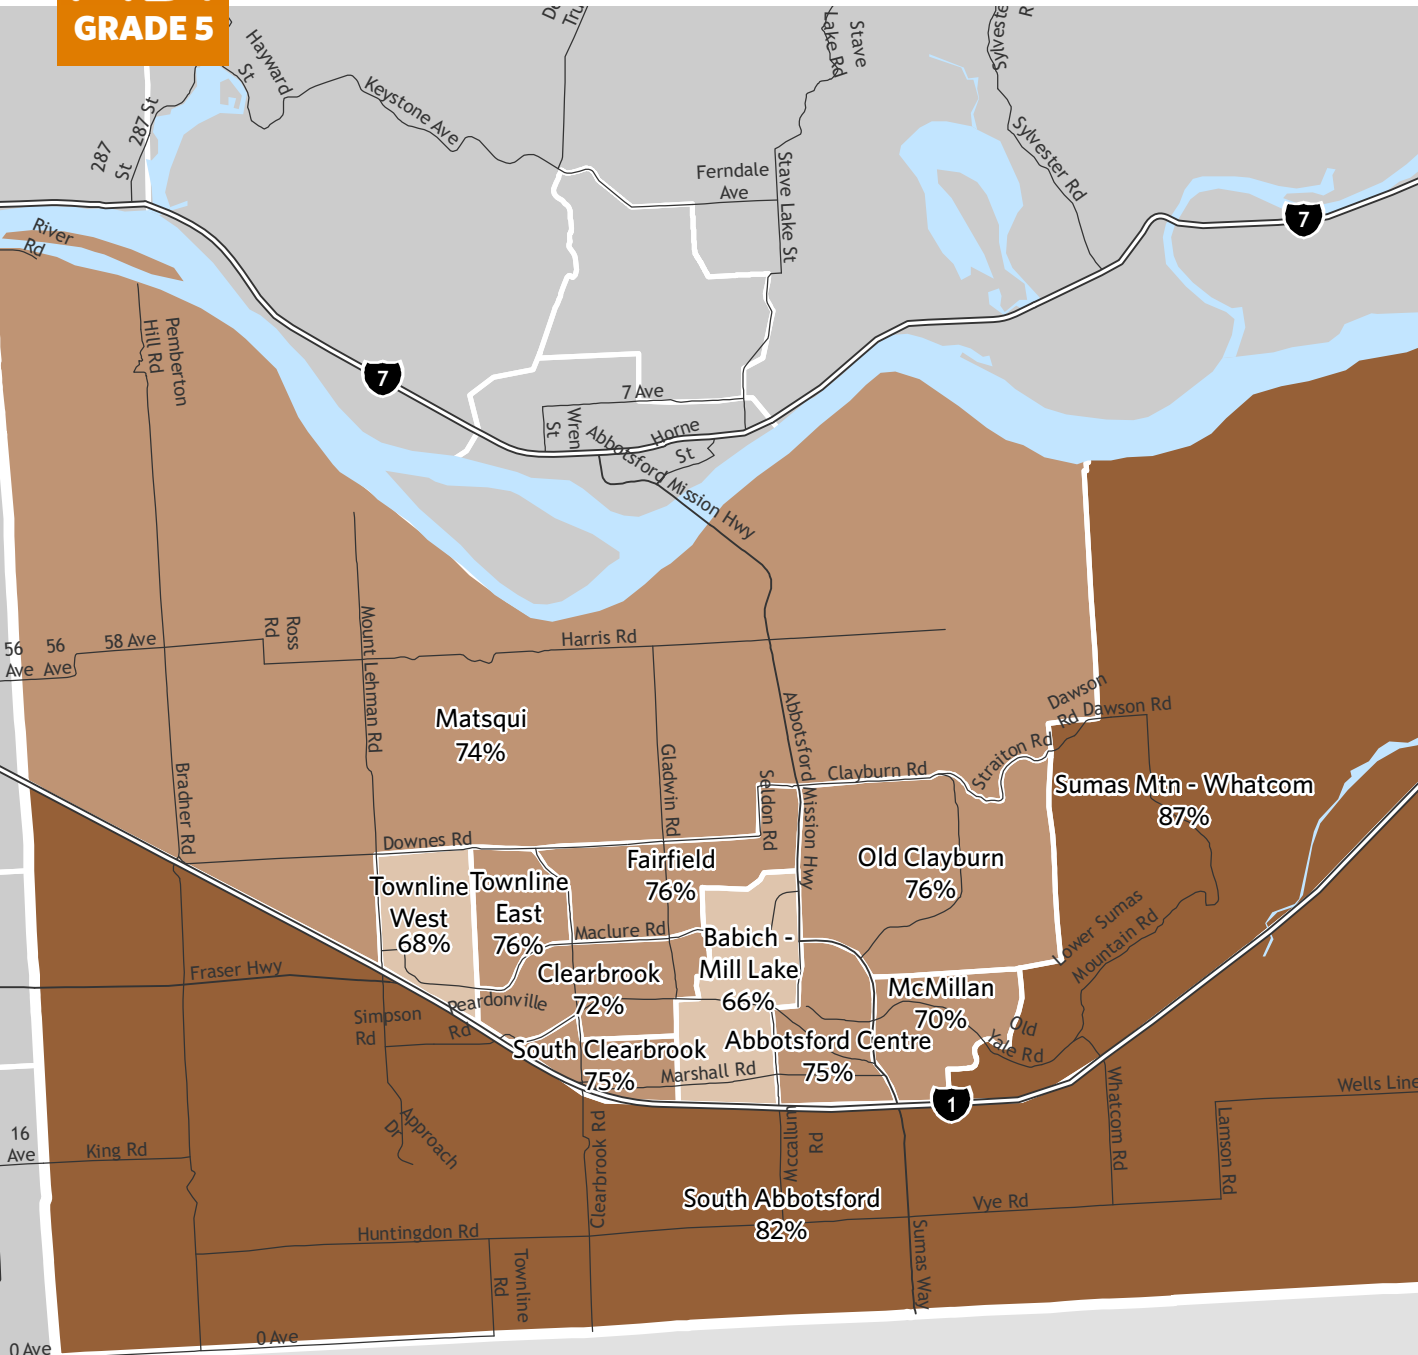 GRADE 5
Hayward
St
Keystone Ave
Stave
Lake Rd
Sylvester Rd
287 St
287
St
Ferndale
Ave
Stave Lake St
River
Rd
7
7
Pemberton
Hill Rd
7 Ave
Wren
St
Horne
St
Abbotsford Mission Hwy
56
Ave
56
Ave
58 Ave
Ross
Rd
Mount Lehman Rd
Harris Rd
Matsqui
74%
Bradner Rd
Gladwin Rd
Seldon Rd
Abbotsford Mission Hwy
Clayburn Rd
Straiton Rd
Dawson
Rd
Dawson Rd
Sumas Mtn - Whatcom
87%
Downes Rd
Townline
West
68%
Townline
East
76%
Fairfield
76%
Old Clayburn
76%
Maclure Rd
Babich -
Mill Lake
66%
Lower Sumas
Mountain Rd
Fraser Hwy
Clearbrook
72%
McMillan
70%
Peardonville
Rd
Simpson
Rd
South Clearbrook
75%
Abbotsford Centre
75%
Old
Yale Rd
Marshall Rd
1
Wells Line
16
Ave
King Rd
Approach
Dr
Clearbrook Rd
Mccallum
Rd
Whatcom Rd
Lamson Rd
South Abbotsford
82%
Vye Rd
Huntingdon Rd
Townline
Rd
Sumas Way
0 Ave
0 Ave